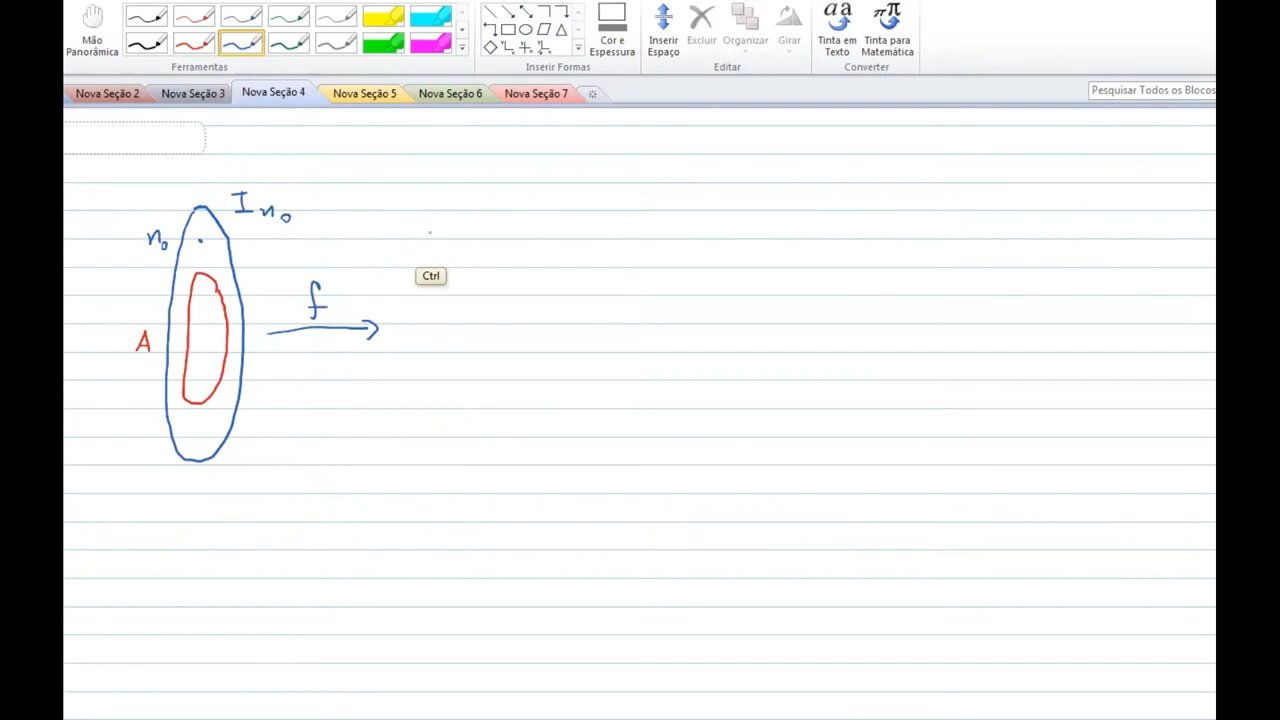 Mão
Panorâmica
Ferramentas
Inserir Formas
Cor e
Espessura
Inserir
Espaço
Excluir
Organizar
Girar
Editar
aa
Tinta em
Texto
ππ
Tinta para
Matemática
Converter
Nova Seção 2
Nova Seção 3
Nova Seção 4
Nova Seção 5
Nova Seção 6
Nova Seção 7
Pesquisar Todos os Blocos
I n₀
n₀
Ctrl
f
A